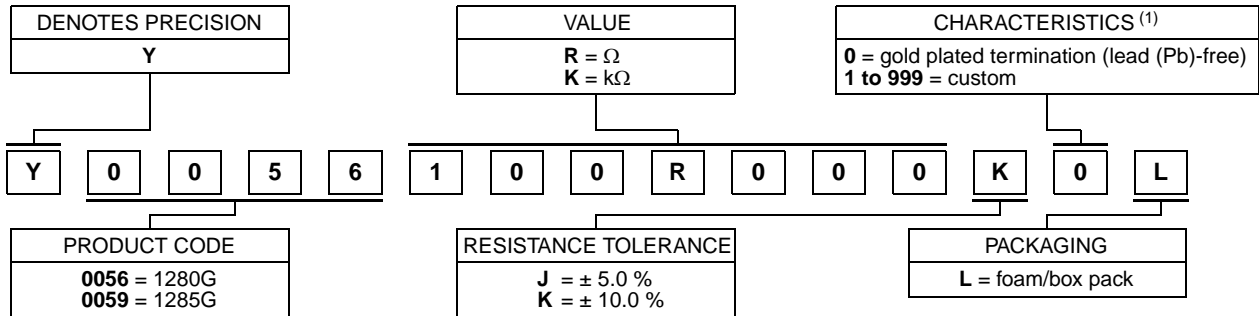 DENOTES PRECISION
Y
VALUE
R = Ω
K = kΩ
CHARACTERISTICS (1)
0 = gold plated termination (lead (Pb)-free)
1 to 999 = custom
Y 0 0 5 6 1 0 0 R 0 0 0 K 0 L
PRODUCT CODE
0056 = 1280G
0059 = 1285G
RESISTANCE TOLERANCE
J = ± 5.0 %
K = ± 10.0 %
PACKAGING
L = foam/box pack